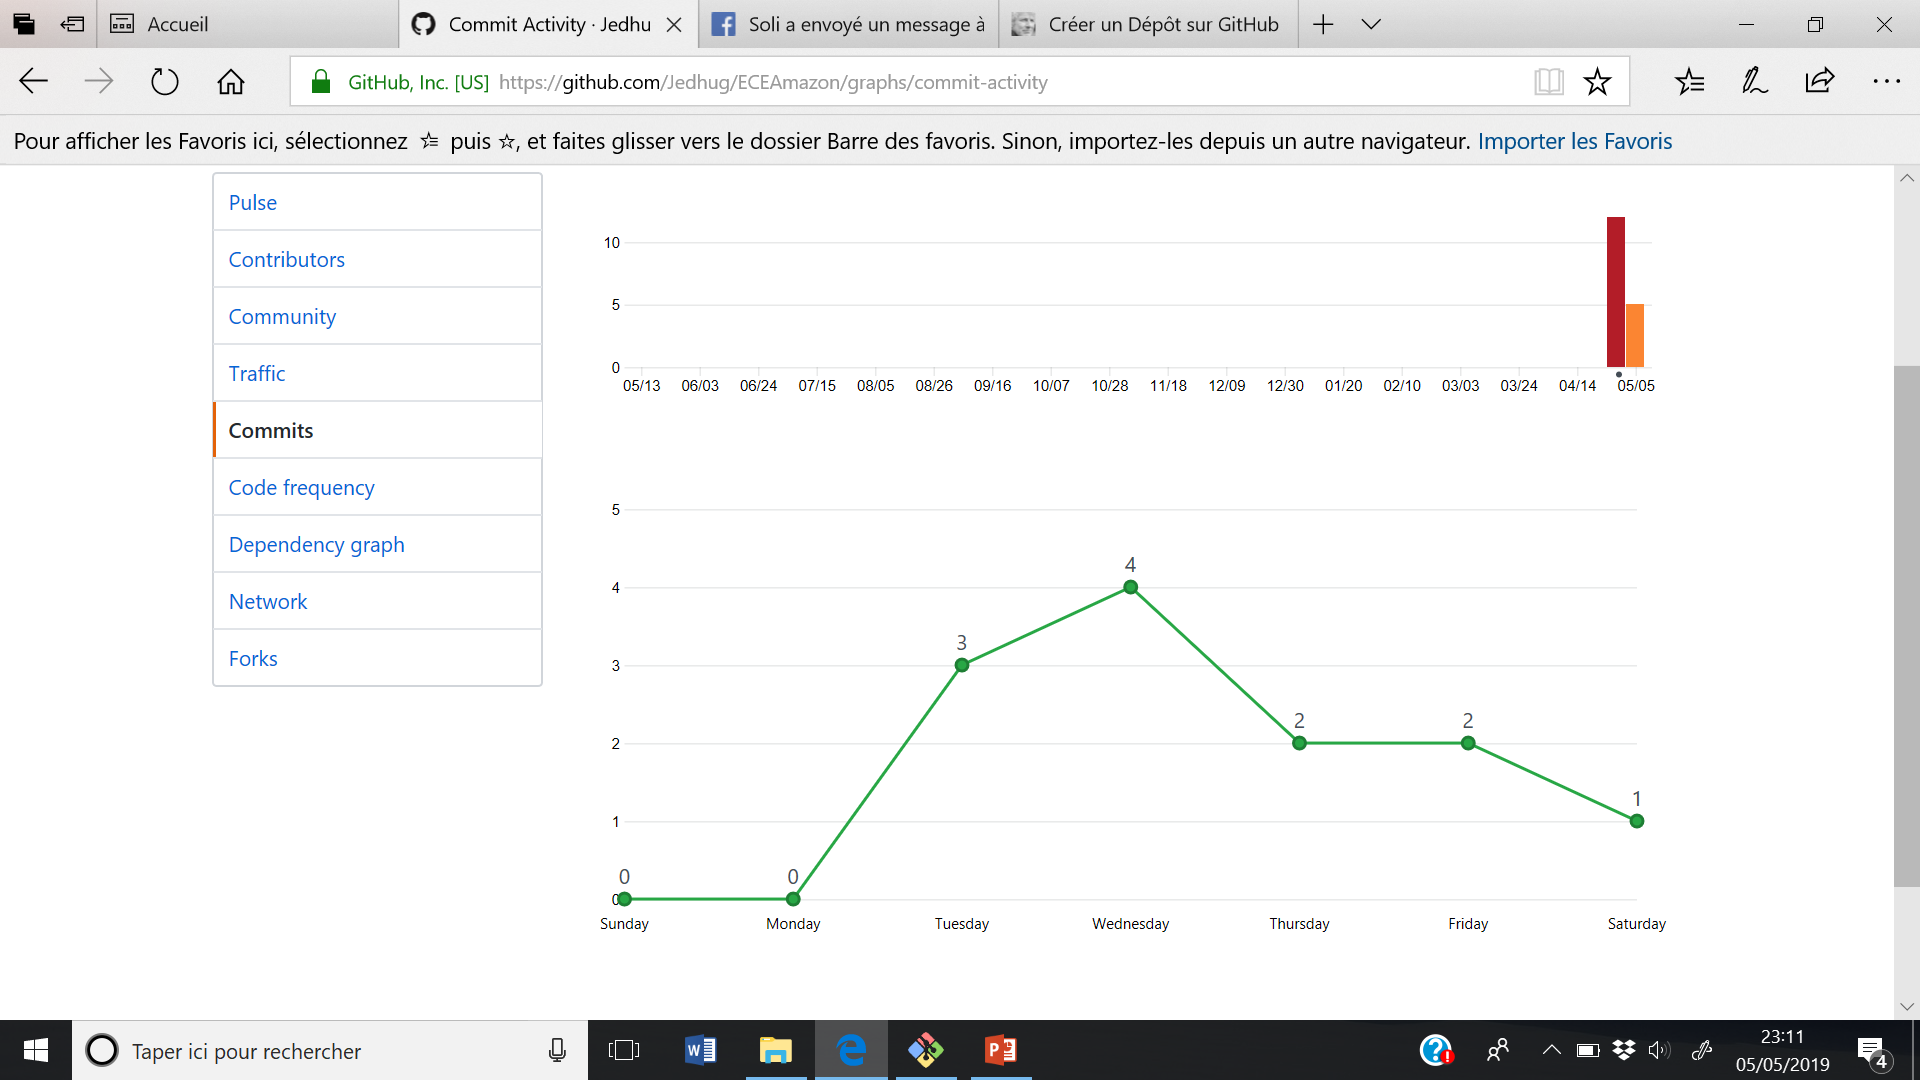 Accueil
Commit Activity · Jedhu
Soli a envoyé un message à
Créer un Dépôt sur GitHub
GitHub, Inc. [US] https://github.com/Jedhug/ECEAmazon/graphs/commit-activity
Pour afficher les Favoris ici, sélectionnez puis , et faites glisser vers le dossier Barre des favoris. Sinon, importez-les depuis un autre navigateur. Importer les Favoris
Pulse
Contributors
Community
Traffic
Commits
Code frequency
Dependency graph
Network
Forks
10
5
0
05/13 06/03 06/24 07/15 08/05 08/26 09/16 10/07 10/28 11/18 12/09 12/30 01/20 02/10 03/03 03/24 04/14 05/05
5
4
3
2
1
0
0 0 3 4 2 2 1
Sunday Monday Tuesday Wednesday Thursday Friday Saturday
Taper ici pour rechercher
23:11
05/05/2019
4